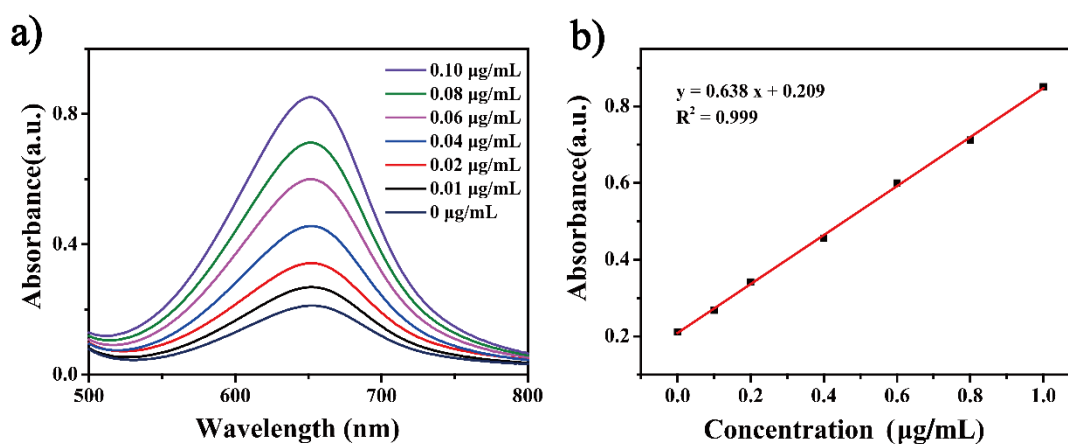 a)
0.8
0.4
0.0
Absorbance(a.u.)
0.10 μg/mL
0.08 μg/mL
0.06 μg/mL
0.04 μg/mL
0.02 μg/mL
0.01 μg/mL
0 μg/mL
500 600 700 800
Wavelength (nm)
b)
0.8
0.6
0.4
0.2
Absorbance(a.u.)
y = 0.638 x + 0.209
R² = 0.999
0.0 0.2 0.4 0.6 0.8 1.0
Concentration (μg/mL)